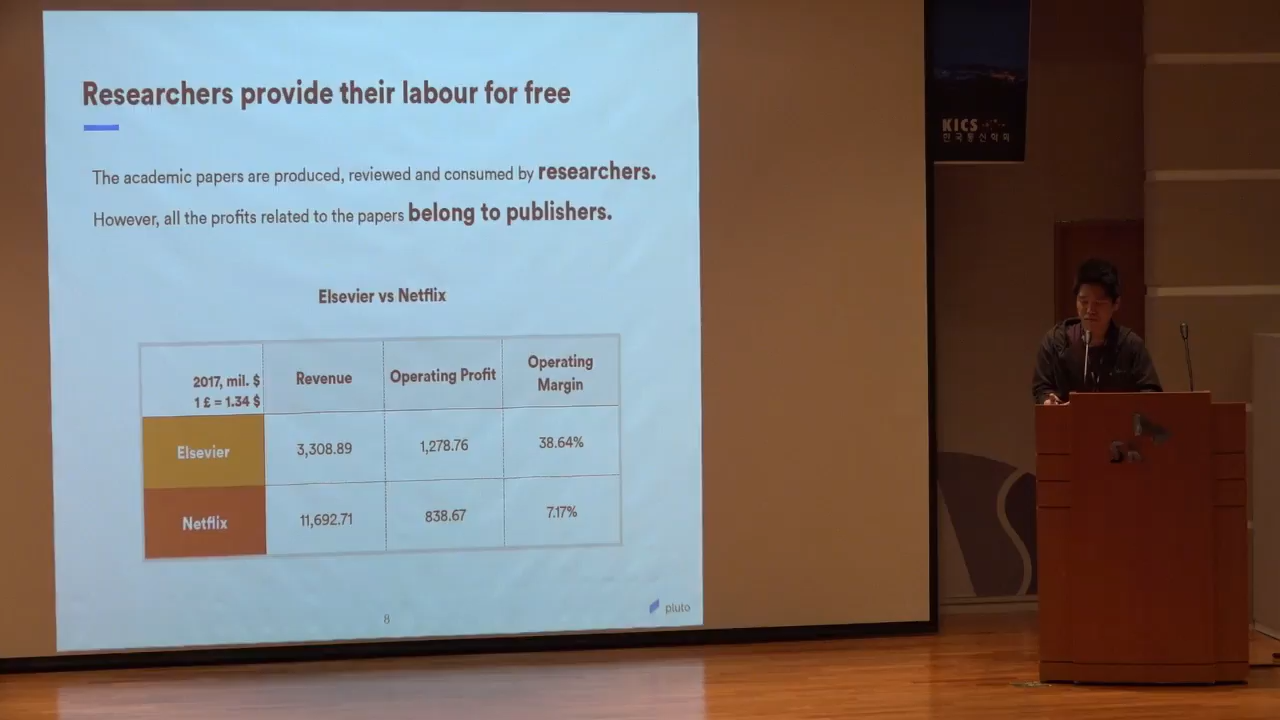 Researchers provide their labour for free
The academic papers are produced, reviewed and consumed by researchers.
However, all the profits related to the papers belong to publishers.
Elsevier vs Netflix
2017, mil. $
1 £ = 1.34 $
Revenue
Operating Profit
Operating
Margin
Elsevier
3,308.89
1,278.76
38.64%
Netflix
11,692.71
838.67
7.17%
8
pluto
KICS
한국통신학회